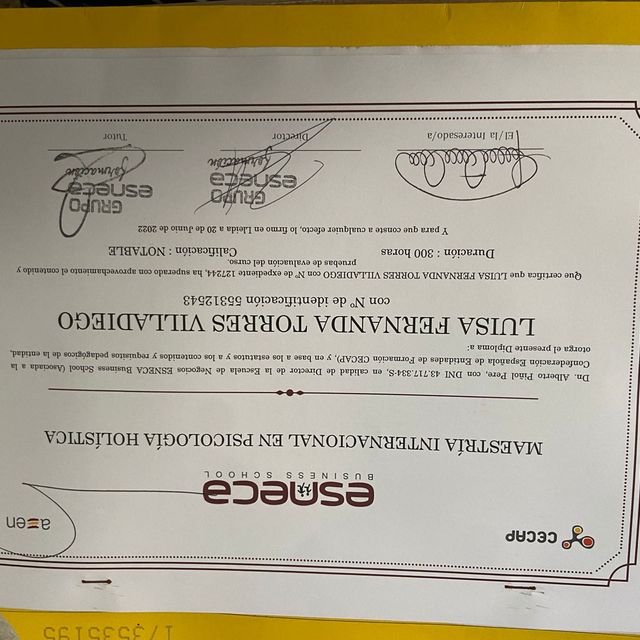 CECAP
aen
esneca
BUSINESS SCHOOL
MAESTRÍA INTERNACIONAL EN PSICOLOGÍA HOLÍSTICA
Dn. Alberto Piñol Pere, con DNI 43.717.334-S, en calidad de Director de la Escuela de Negocios ESNECA Business School (Asociada a la
Confederación Española de Entidades de Formación CECAP), y en base a los estatutos y a los contenidos y requisitos pedagógicos de la entidad,
otorga el presente Diploma a:
LUISA FERNANDA TORRES VILLADIEGO
con Nº de identificación 55312543
Que certifica que LUISA FERNANDA TORRES VILLADIEGO con Nº de expediente 127244, ha superado con aprovechamiento el contenido y
pruebas de evaluación del curso.
Duración : 300 horas Calificación : NOTABLE
Y para que conste a cualquier efecto, lo firmo en Lleida a 20 de Junio de 2022
GRUPO
esneca
formación
GRUPO
esneca
formación
El/la Interesado/a
Director
Tutor
173535195